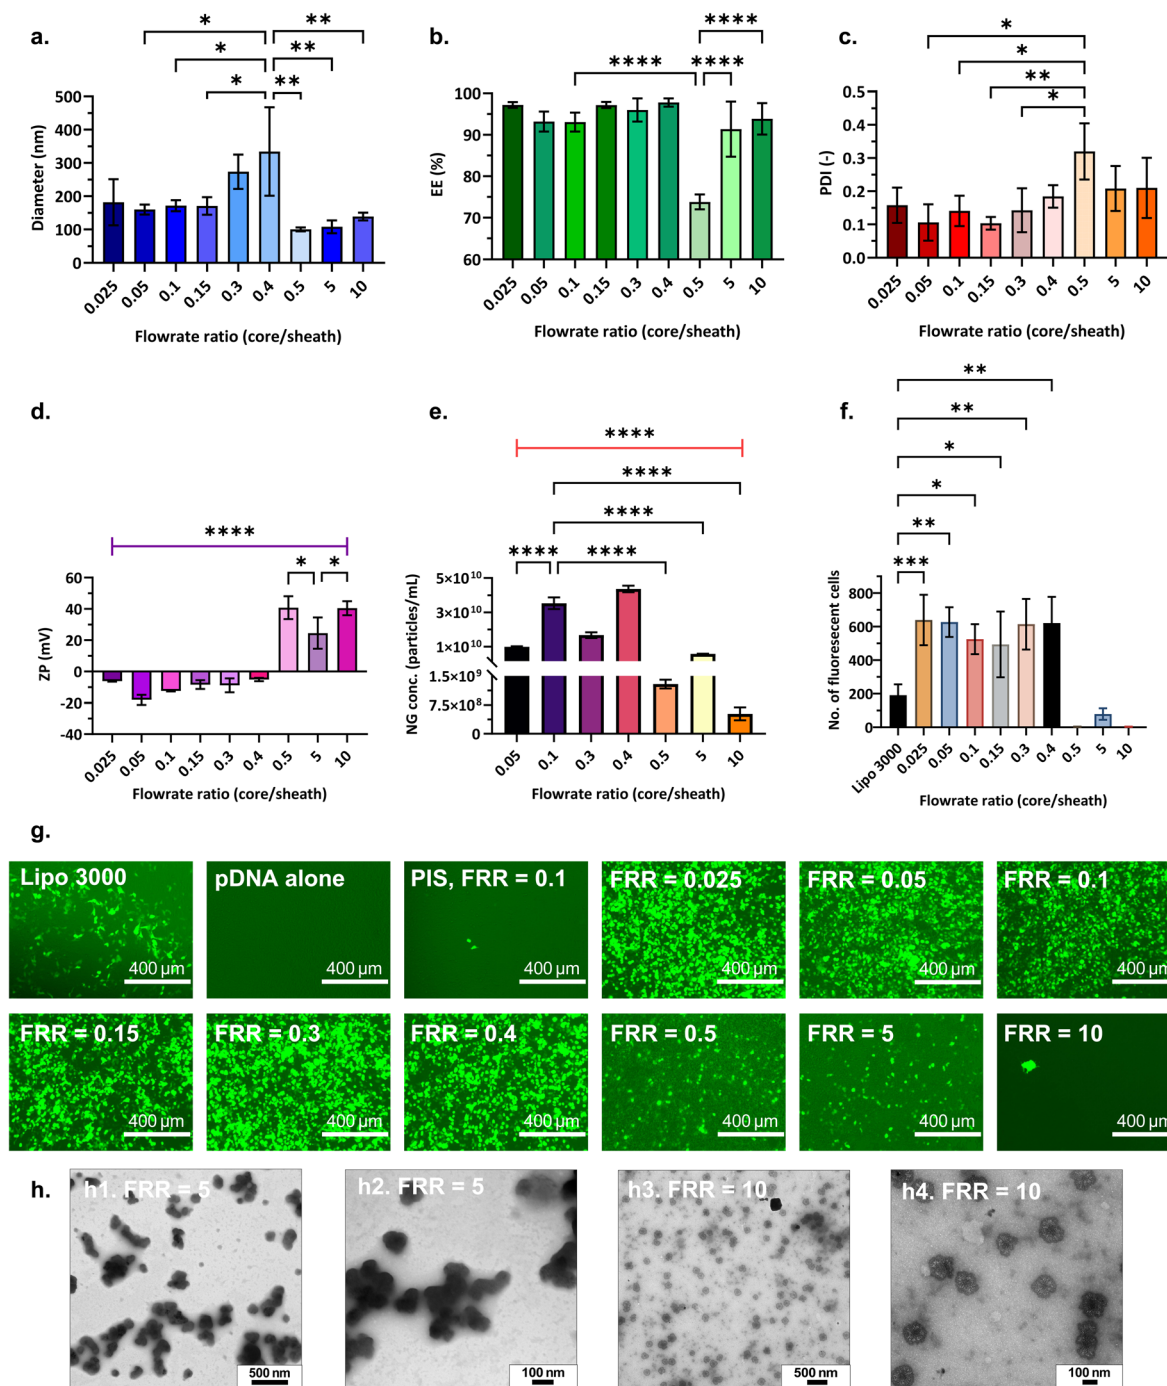 a.
*
**
*
**
*
**
500
400
300
200
100
0
Diameter (nm)
0.025
0.05
0.1
0.15
0.3
0.4
0.5
5
10
Flowrate ratio (core/sheath)
b.
****
****
****
100
90
80
70
60
EE (%)
0.025
0.05
0.1
0.15
0.3
0.4
0.5
5
10
Flowrate ratio (core/sheath)
c.
*
*
**
*
0.5
0.4
0.3
0.2
0.1
0.0
PDI (-)
0.025
0.05
0.1
0.15
0.3
0.4
0.5
5
10
Flowrate ratio (core/sheath)
d.
****
*
*
60
40
20
0
-20
-40
ZP (mV)
0.025
0.05
0.1
0.15
0.3
0.4
0.5
5
10
Flowrate ratio (core/sheath)
e.
****
****
****
****
****
5×10¹⁰
3×10¹⁰
1×10¹⁰
1.5×10⁹
7.5×10⁸
0
NG conc. (particles/mL)
0.05
0.1
0.3
0.4
0.5
5
10
Flowrate ratio (core/sheath)
f.
**
**
*
*
**
***
800
600
400
200
0
No. of fluoresecent cells
Lipo 3000
0.025
0.05
0.1
0.15
0.3
0.4
0.5
5
10
Flowrate ratio (core/sheath)
g.
Lipo 3000
400 µm
pDNA alone
400 µm
PIS, FRR = 0.1
400 µm
FRR = 0.025
400 µm
FRR = 0.05
400 µm
FRR = 0.1
400 µm
FRR = 0.15
400 µm
FRR = 0.3
400 µm
FRR = 0.4
400 µm
FRR = 0.5
400 µm
FRR = 5
400 µm
FRR = 10
400 µm
h.
h1. FRR = 5
500 nm
h2. FRR = 5
100 nm
h3. FRR = 10
500 nm
h4. FRR = 10
100 nm